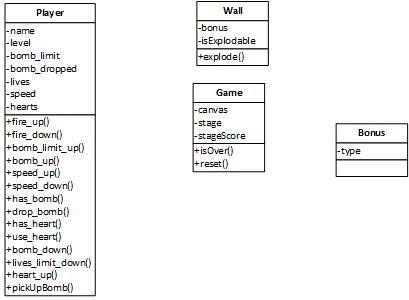 Player
-name
-level
-bomb_limit
-bomb_dropped
-lives
-speed
-hearts
+fire_up()
+fire_down()
+bomb_limit_up()
+bomb_up()
+speed_up()
+speed_down()
+has_bomb()
+drop_bomb()
+has_heart()
+use_heart()
+bomb_down()
+lives_limit_down()
+heart_up()
+pickUpBomb()
Wall
-bonus
-isExplodable
+explode()
Game
-canvas
-stage
-stageScore
+isOver()
+reset()
Bonus
-type